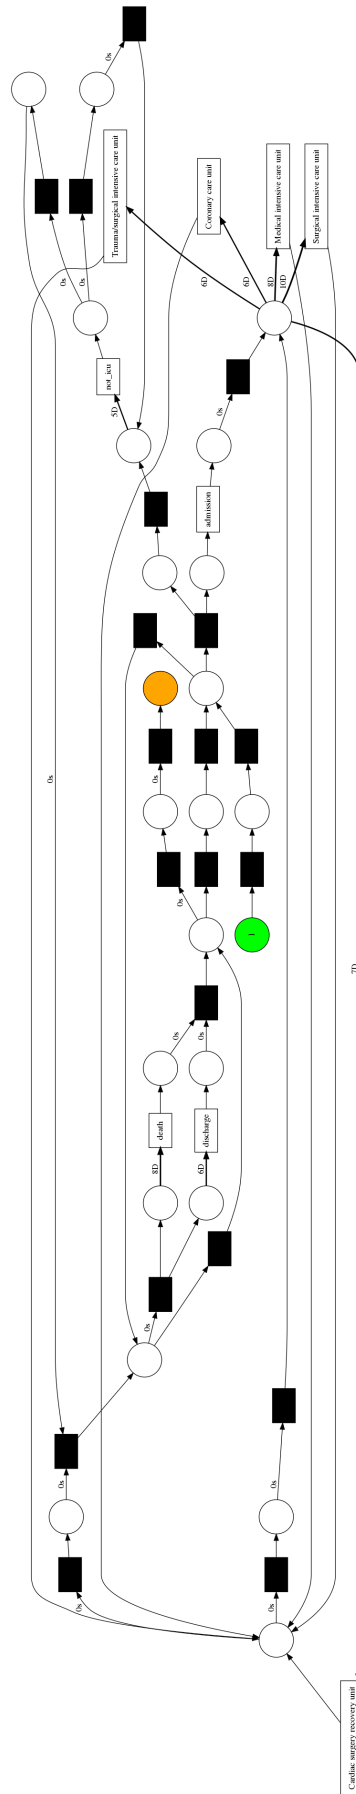 0s
Trauma/surgical intensive care unit
Coronary care unit
Medical intensive care unit
Surgical intensive care unit
0s
0s
6D
6D
8D
10D
not_icu
5D
0s
admission
0s
0s
0s
1
7D
0s
0s
death
discharge
8D
6D
0s
0s
0s
0s
0s
Cardiac surgery recovery unit